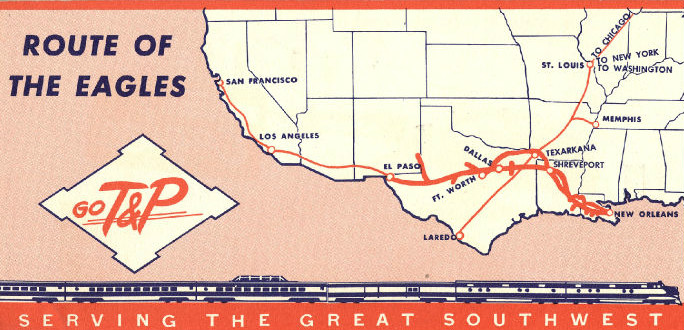 ROUTE OF
THE EAGLES
GO T&P
SAN FRANCISCO
LOS ANGELES
EL PASO
FT. WORTH
DALLAS
LAREDO
TEXARKANA
SHREVEPORT
NEW ORLEANS
MEMPHIS
ST. LOUIS
TO CHICAGO
TO NEW YORK
TO WASHINGTON
SERVING THE GREAT SOUTHWEST